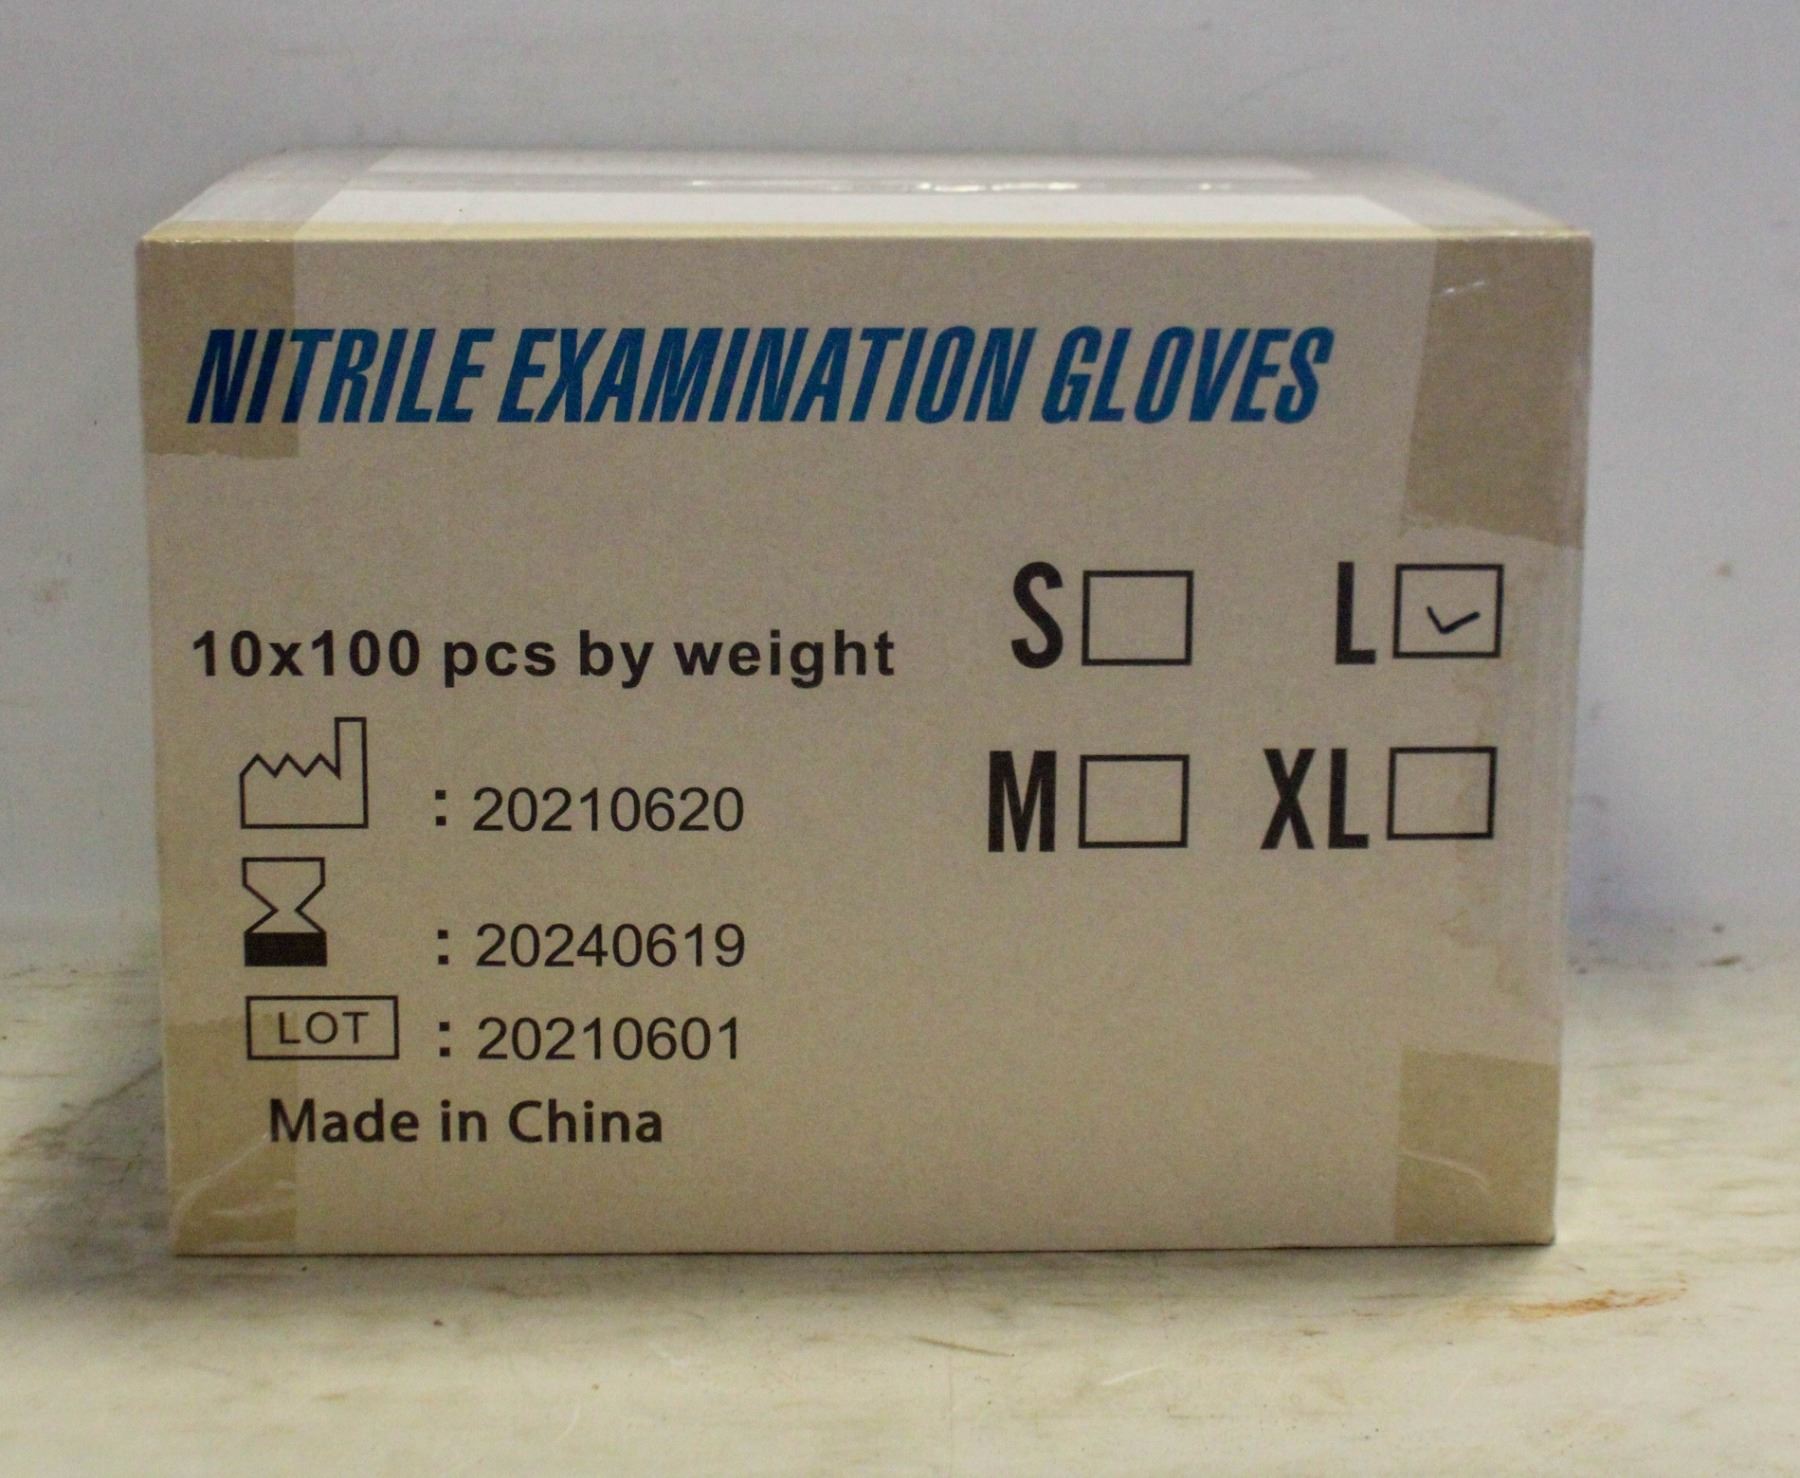 NITRILE EXAMINATION GLOVES
10x100 pcs by weight
: 20210620
: 20240619
LOT : 20210601
Made in China
S L
M XL